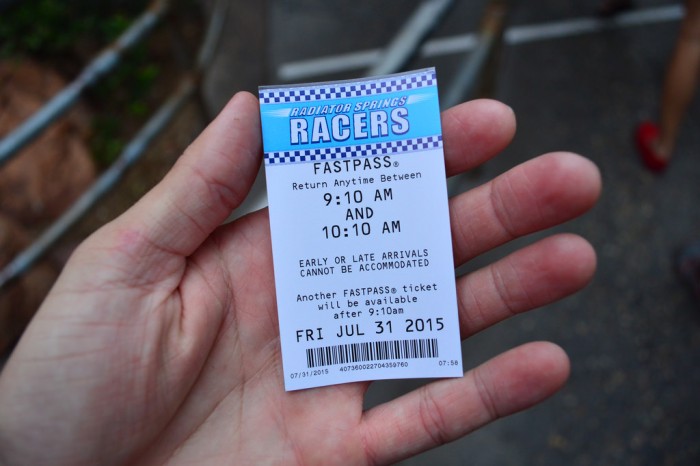 RADIATOR SPRINGS
RACERS
FASTPASS®
Return Anytime Between
9:10 AM
AND
10:10 AM
EARLY OR LATE ARRIVALS
CANNOT BE ACCOMMODATED
Another FASTPASS® ticket
will be available
after 9:10am
FRI JUL 31 2015
07/31/2015 407360022704359760 07:56